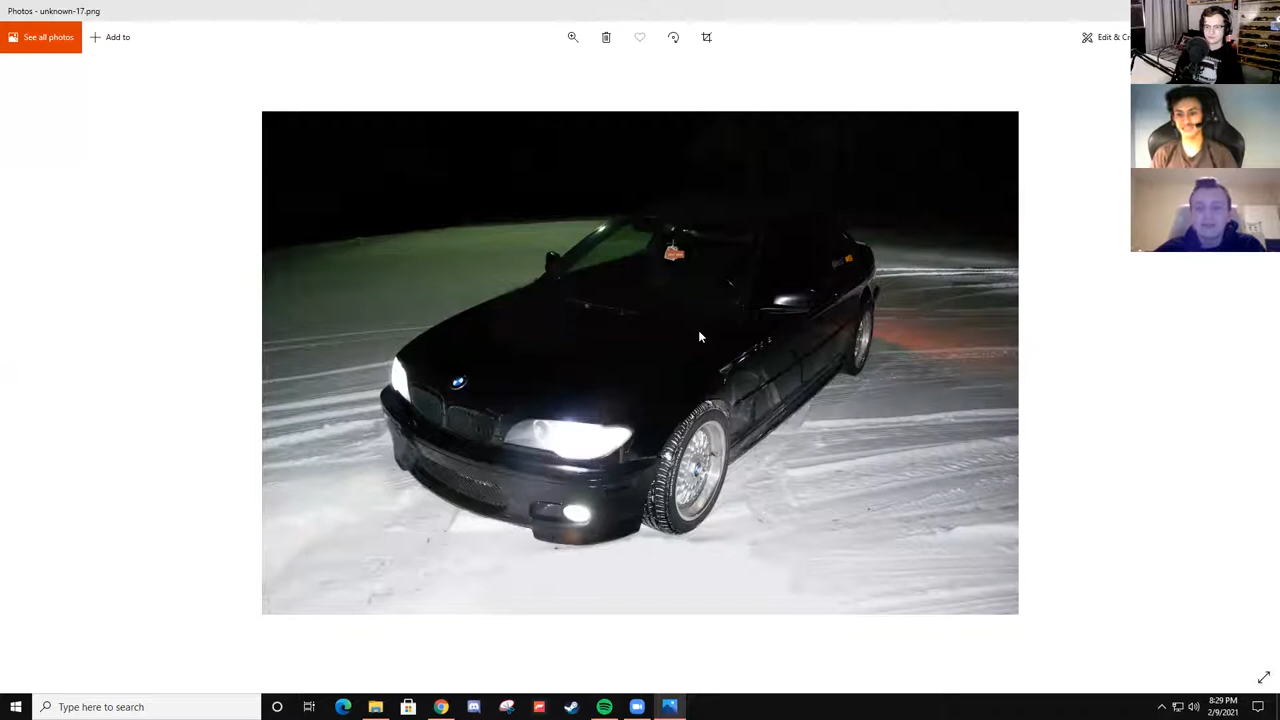 Photos - unknown-17.png
See all photos
Add to
Edit & Cr
Type here to search
8:29 PM
2/9/2021